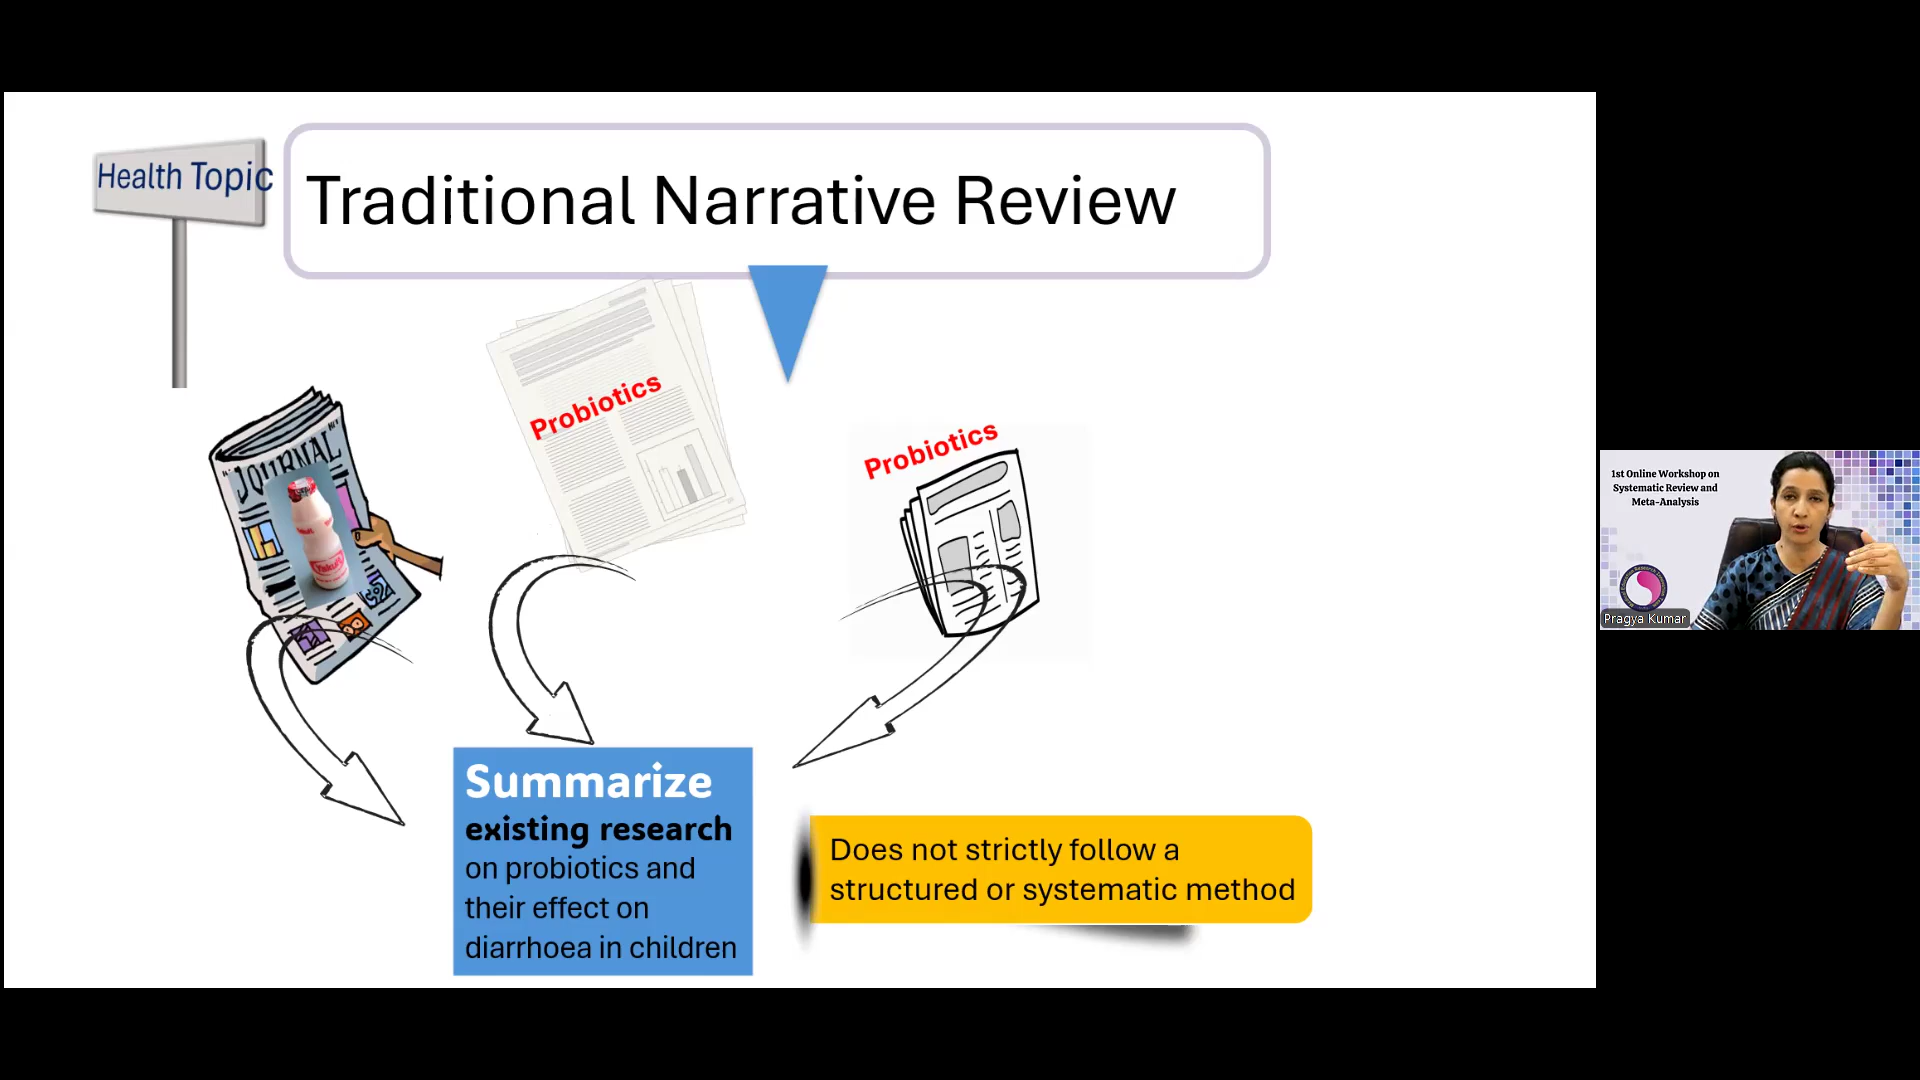 Health Topic
Traditional Narrative Review
Probiotics
Probiotics
"JOURNAL"
Yakult
Summarize
existing research
on probiotics and
their effect on
diarrhoea in children
Does not strictly follow a
structured or systematic method
1st Online Workshop on
Systematic Review and
Meta-Analysis
Pragya Kumar